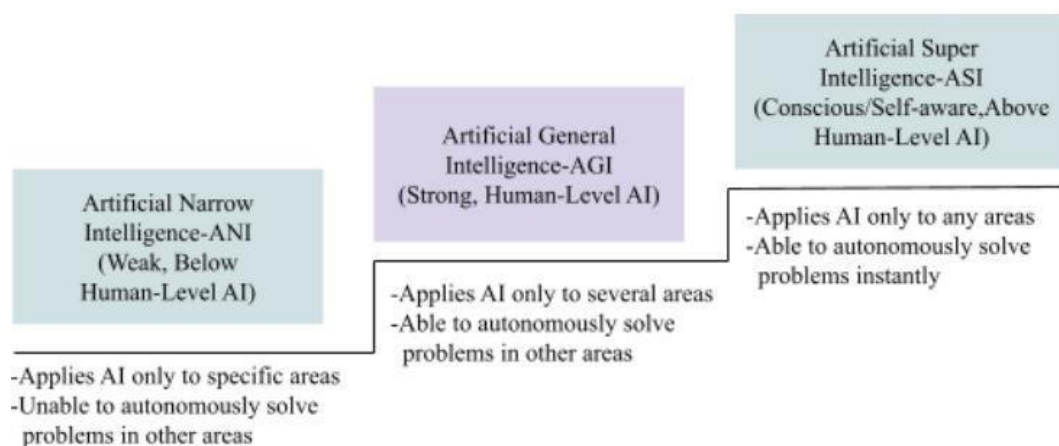 Artificial Narrow
Intelligence-ANI
(Weak, Below
Human-Level AI)
-Applies AI only to specific areas
-Unable to autonomously solve
problems in other areas
Artificial General
Intelligence-AGI
(Strong, Human-Level AI)
-Applies AI only to several areas
-Able to autonomously solve
problems in other areas
Artificial Super
Intelligence-ASI
(Conscious/Self-aware,Above
Human-Level AI)
-Applies AI only to any areas
-Able to autonomously solve
problems instantly